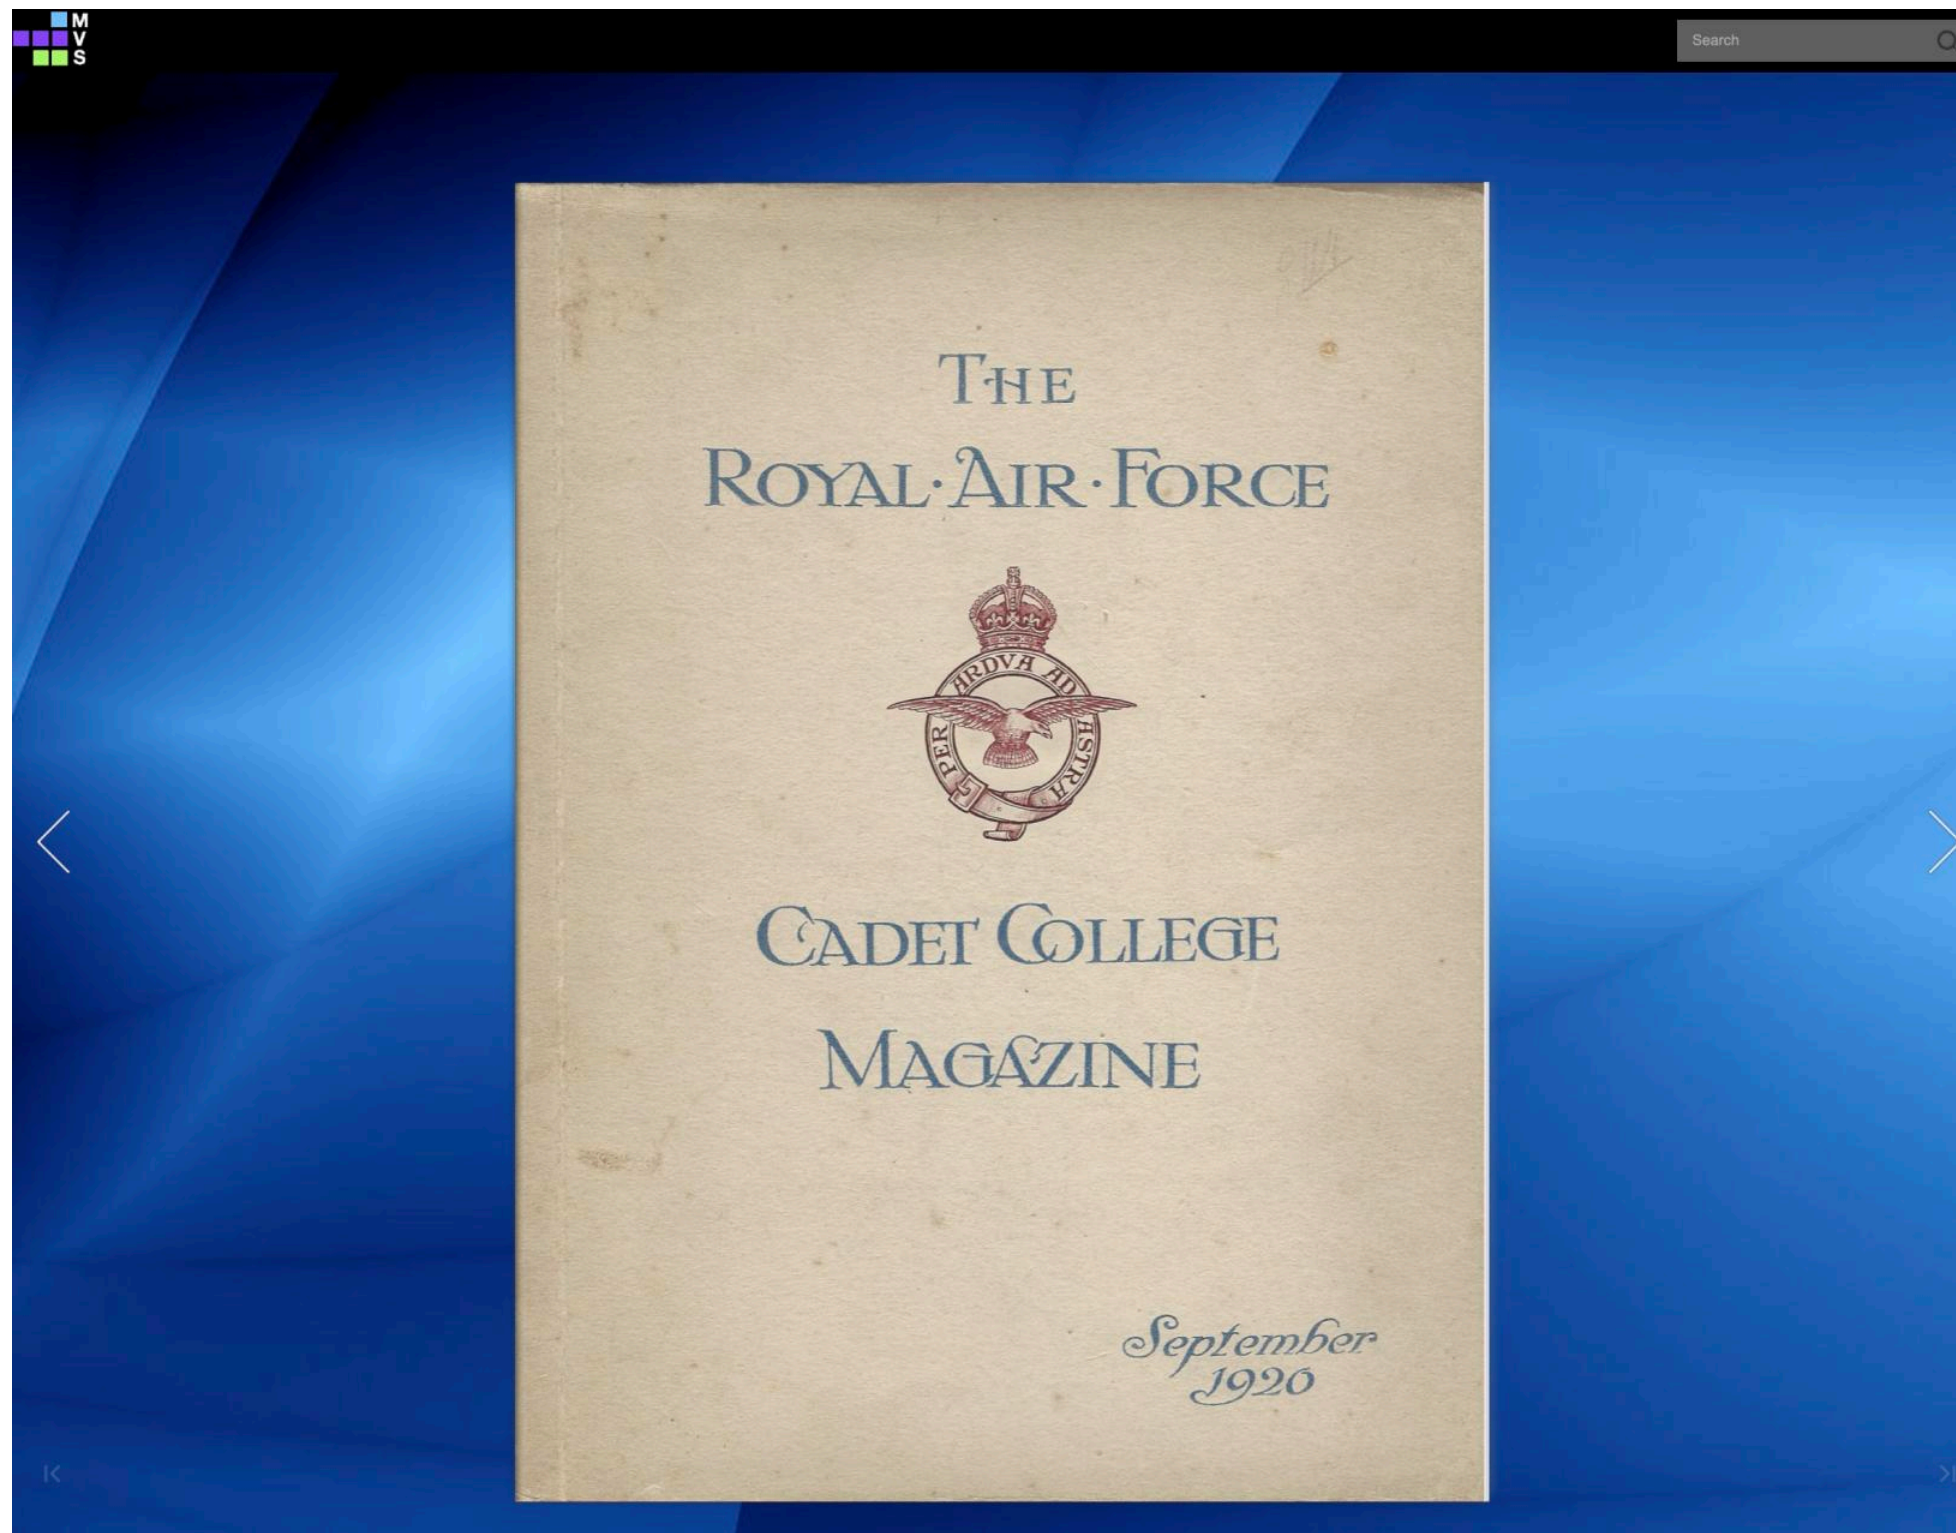 M
V
S
Search
THE
ROYAL·AIR·FORCE
PER ARDVA AD ASTRA
CADET COLLEGE
MAGAZINE
September
1920